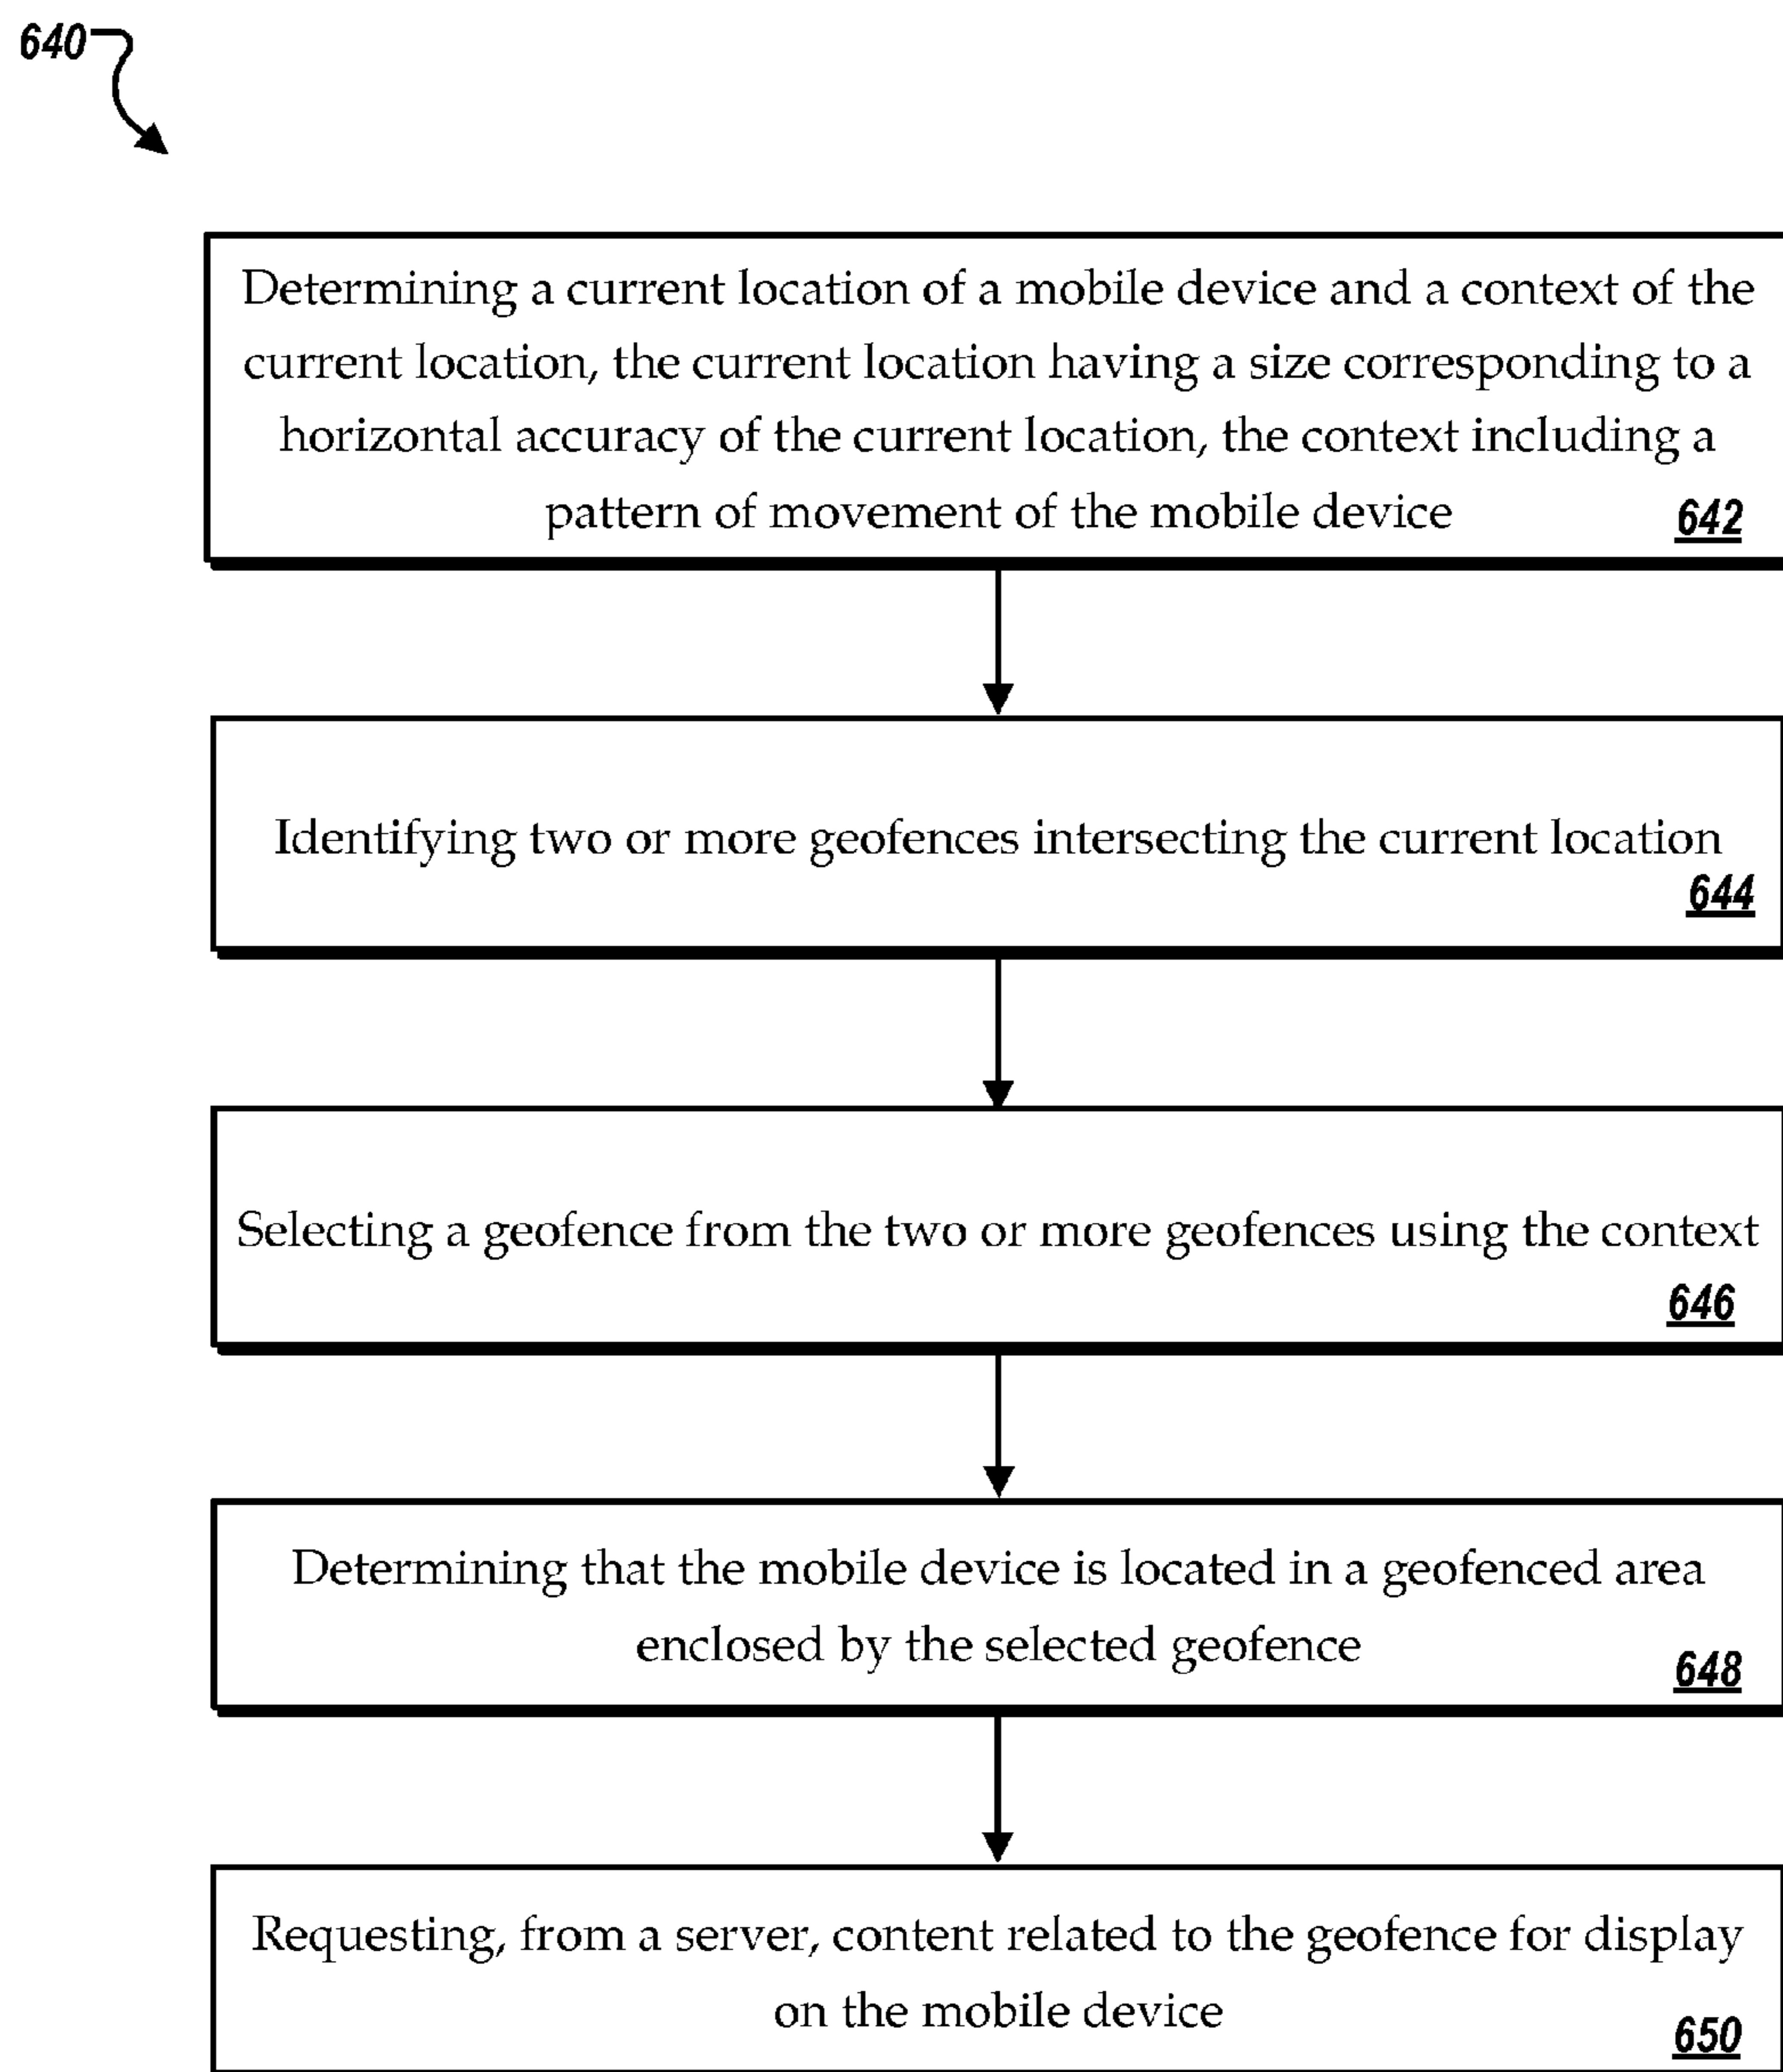 640
Determining a current location of a mobile device and a context of the
current location, the current location having a size corresponding to a
horizontal accuracy of the current location, the context including a
pattern of movement of the mobile device
642
Identifying two or more geofences intersecting the current location
644
Selecting a geofence from the two or more geofences using the context
646
Determining that the mobile device is located in a geofenced area
enclosed by the selected geofence
648
Requesting, from a server, content related to the geofence for display
on the mobile device
650